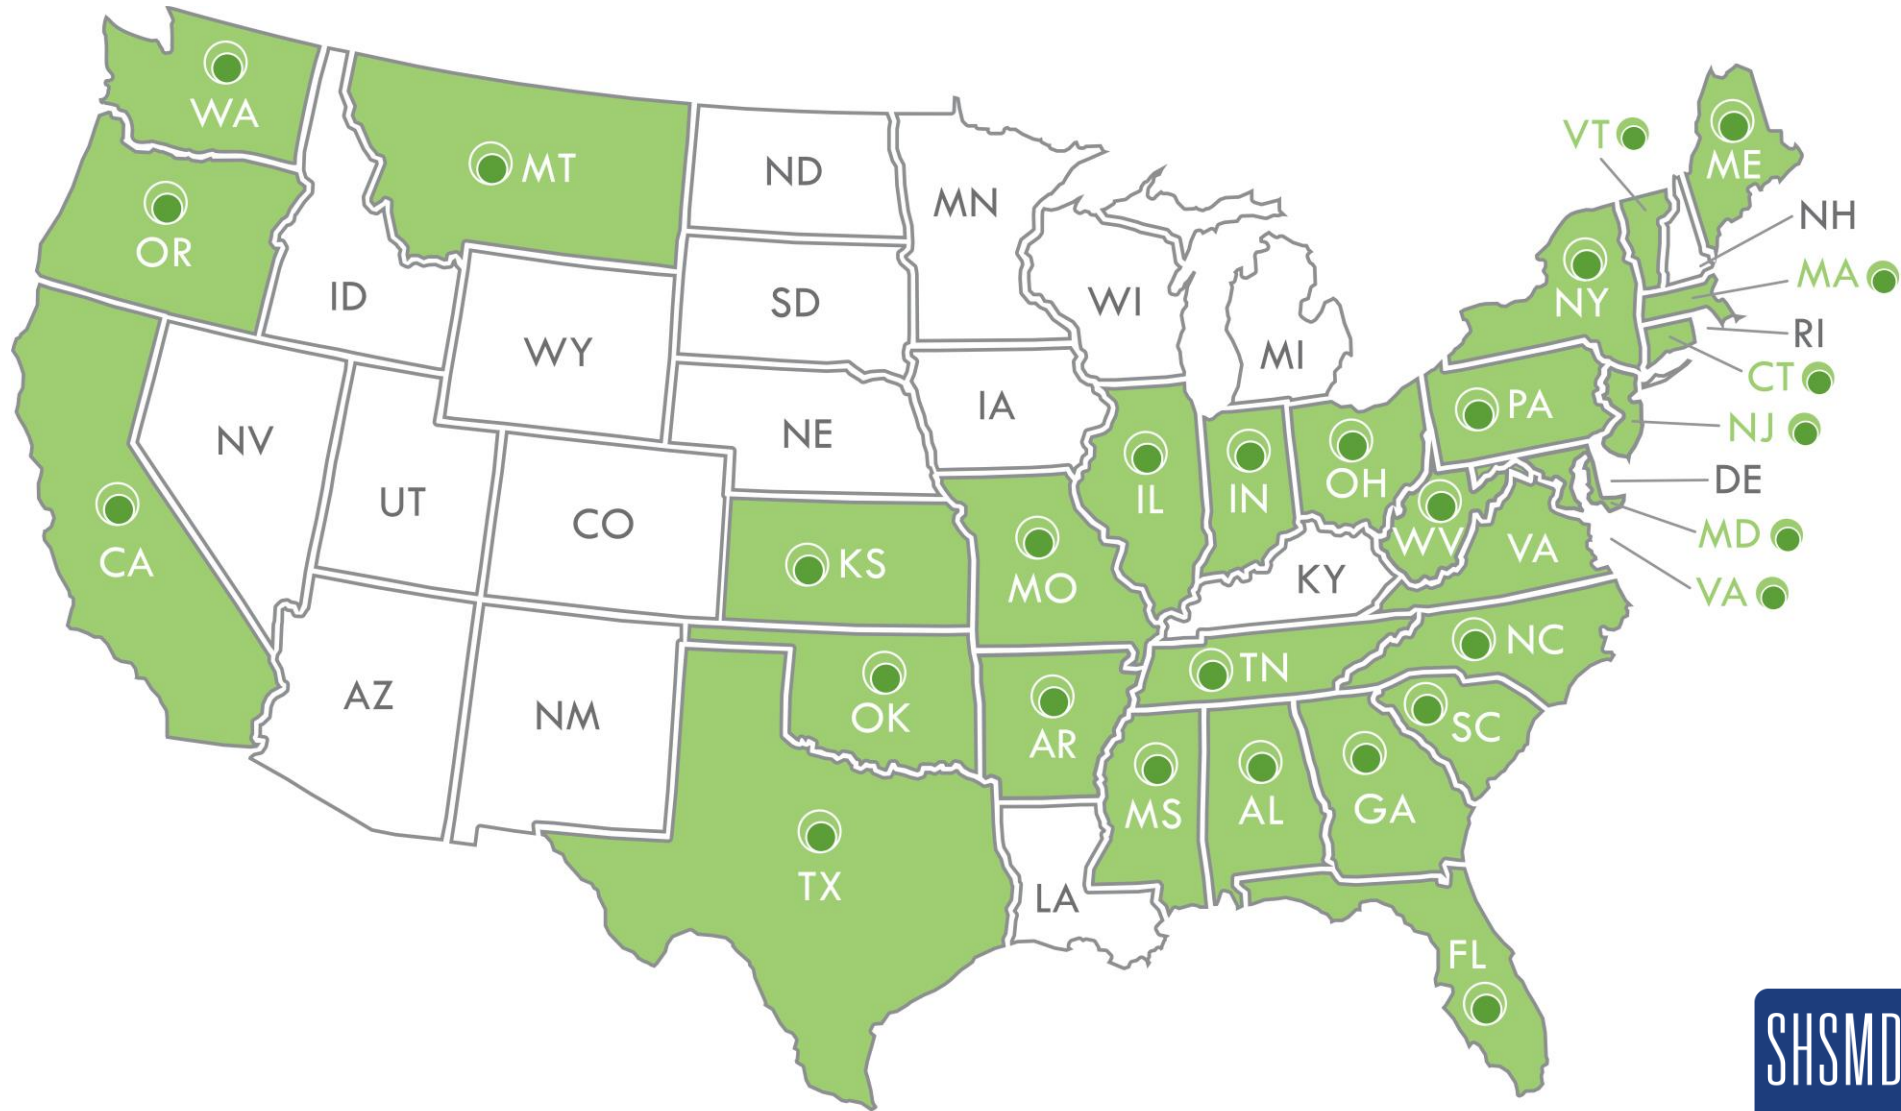 WA
VT
ME
MT
ND
MN
NH
OR
MA
ID
SD
WI
NY
RI
WY
MI
CT
IA
PA
NJ
NV
NE
OH
DE
UT
CO
IL
IN
WV
VA
MD
CA
KS
MO
KY
VA
NC
TN
AZ
NM
OK
AR
SC
MS
AL
GA
TX
LA
FL
SHSMD